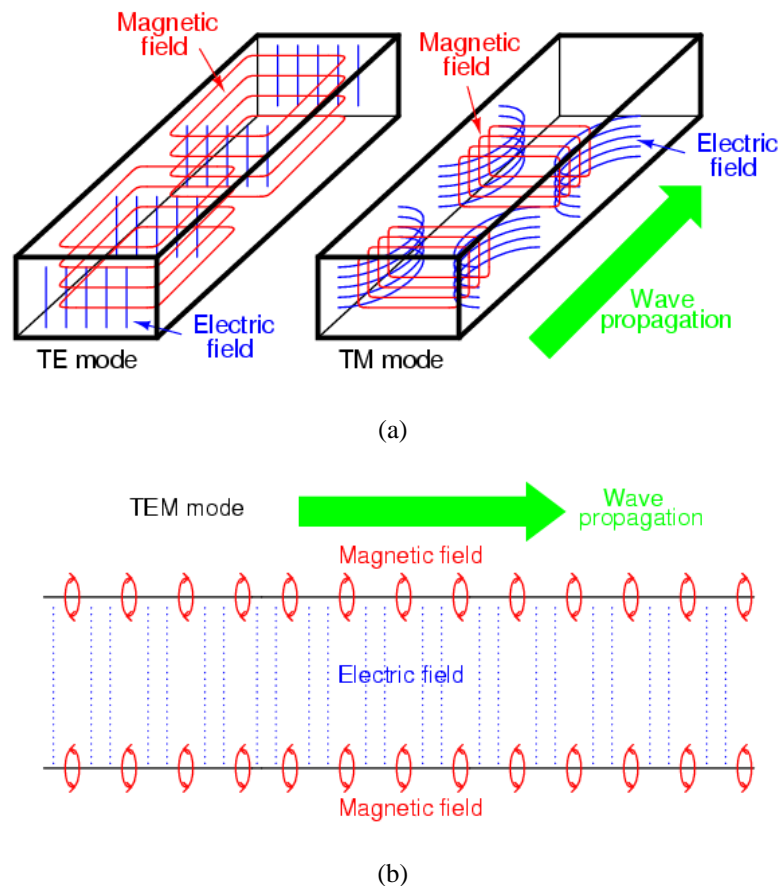 Magnetic
field
Magnetic
field
Electric
field
Electric
field
Wave
propagation
TE mode
TM mode
(a)
TEM mode
Wave
propagation
Magnetic field
Electric field
Magnetic field
(b)